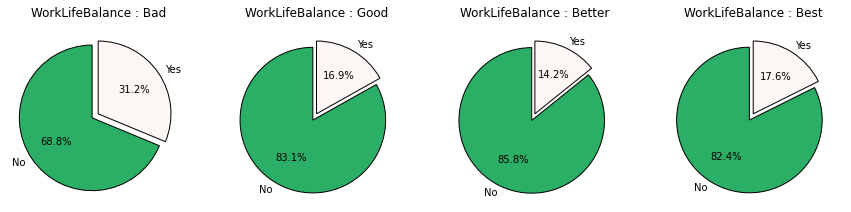 WorkLifeBalance : Bad
Yes
31.2%
68.8%
No
WorkLifeBalance : Good
Yes
16.9%
83.1%
No
WorkLifeBalance : Better
Yes
14.2%
85.8%
No
WorkLifeBalance : Best
Yes
17.6%
82.4%
No